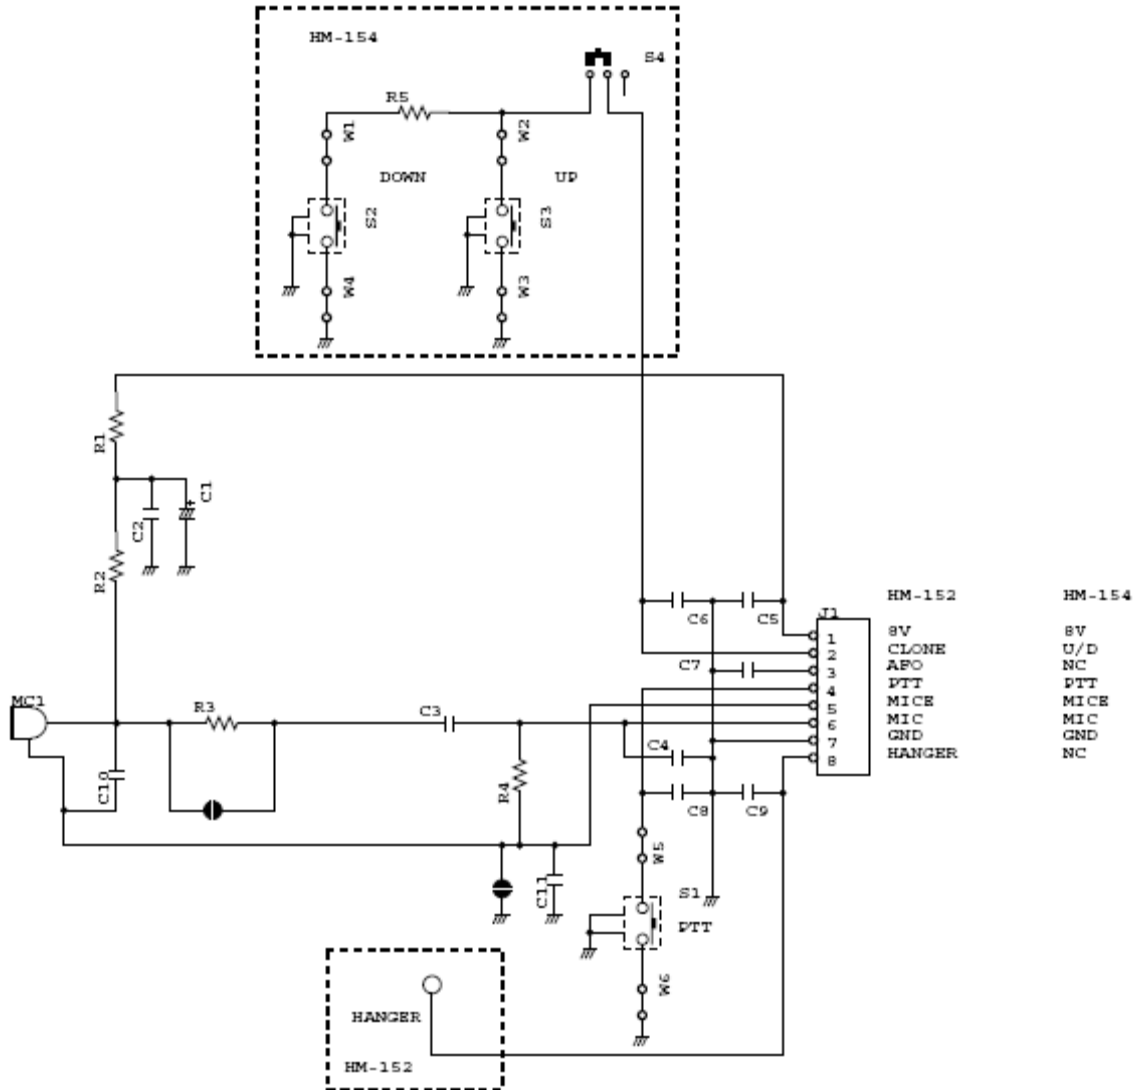 HM-154
S4
R5
W1
W2
DOWN
UP
S2
S3
W4
W3
R1
C1
C2
R2
HM-152
HM-154
C6
C5
J1
1
8V
8V
2
CLONE
U/D
C7
3
AFO
NC
4
PTT
PTT
5
MICE
MICE
MC1
R3
C3
6
MIC
MIC
7
GND
GND
C4
8
HANGER
NC
C10
R4
C8
C9
W5
C11
S1
PTT
W6
HANGER
HM-152